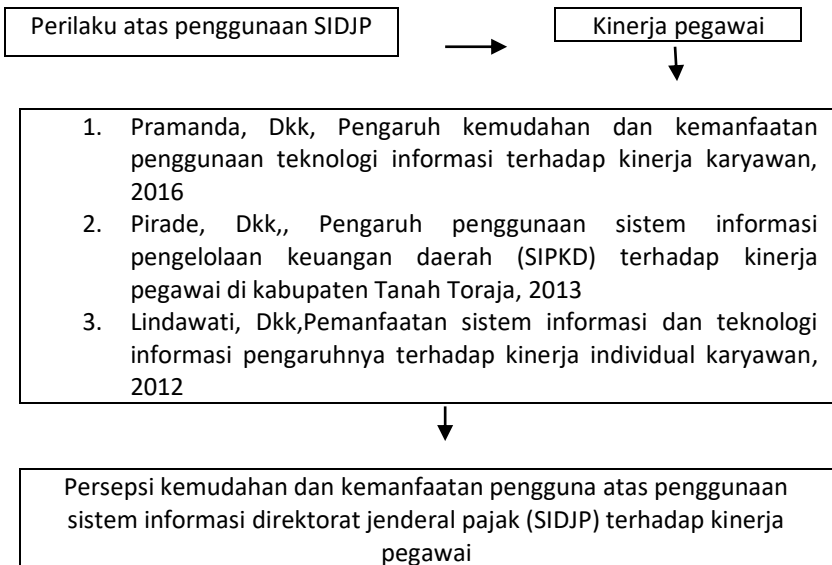 Perilaku atas penggunaan SIDJP
Kinerja pegawai
1. Pramanda, Dkk, Pengaruh kemudahan dan kemanfaatan
penggunaan teknologi informasi terhadap kinerja karyawan,
2016
2. Pirade, Dkk,, Pengaruh penggunaan sistem informasi
pengelolaan keuangan daerah (SIPKD) terhadap kinerja
pegawai di kabupaten Tanah Toraja, 2013
3. Lindawati, Dkk,Pemanfaatan sistem informasi dan teknologi
informasi pengaruhnya terhadap kinerja individual karyawan,
2012
Persepsi kemudahan dan kemanfaatan pengguna atas penggunaan
sistem informasi direktorat jenderal pajak (SIDJP) terhadap kinerja
pegawai